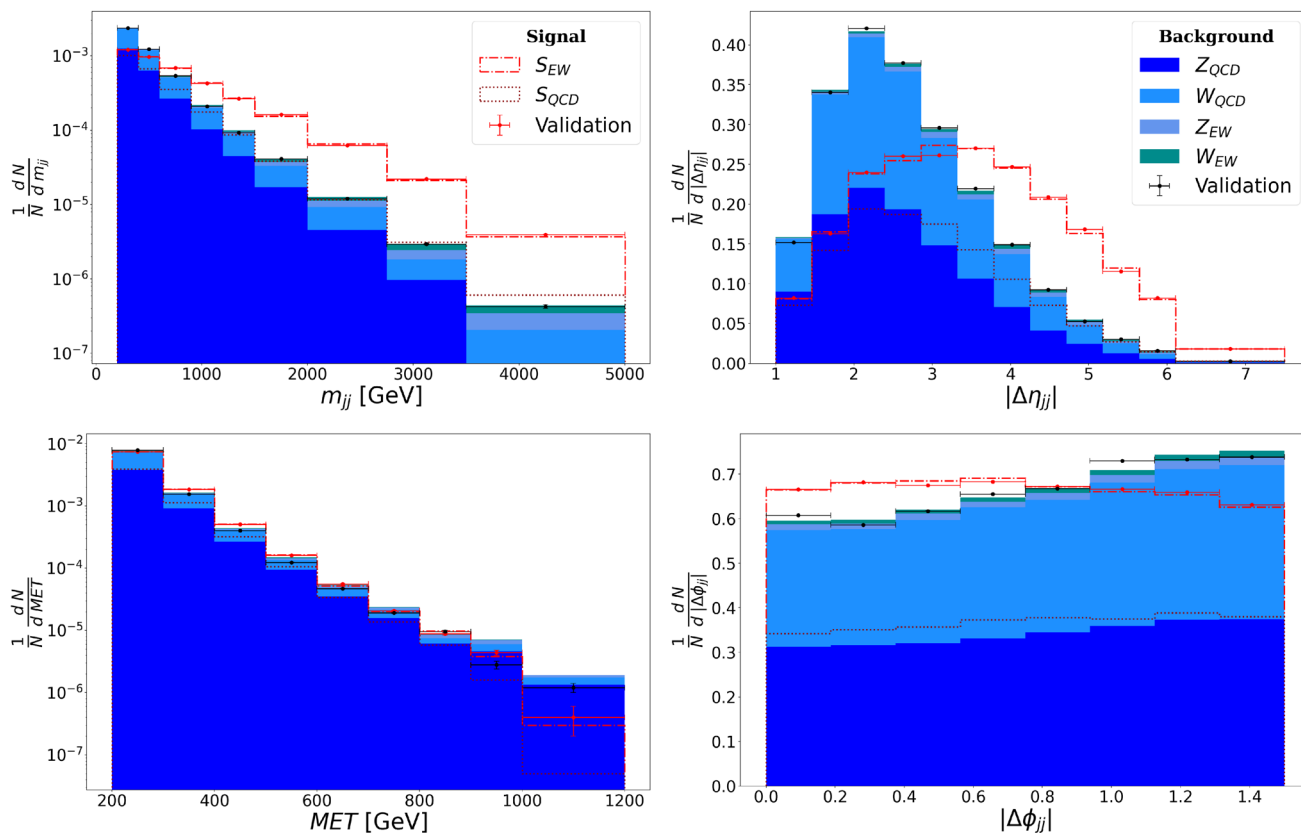 Signal
S_EW
S_QCD
Validation
10^-3
10^-4
10^-5
10^-6
10^-7
1/N dN/d m_jj
0 1000 2000 3000 4000 5000
m_jj [GeV]
Background
Z_QCD
W_QCD
Z_EW
W_EW
Validation
0.40
0.35
0.30
0.25
0.20
0.15
0.10
0.05
0.00
1/N dN/d|Δη_jj|
1 2 3 4 5 6 7
|Δη_jj|
10^-2
10^-3
10^-4
10^-5
10^-6
10^-7
1/N dN/d MET
200 400 600 800 1000 1200
MET [GeV]
0.7
0.6
0.5
0.4
0.3
0.2
0.1
0.0
1/N dN/d|Δϕ_jj|
0.0 0.2 0.4 0.6 0.8 1.0 1.2 1.4
|Δϕ_jj|